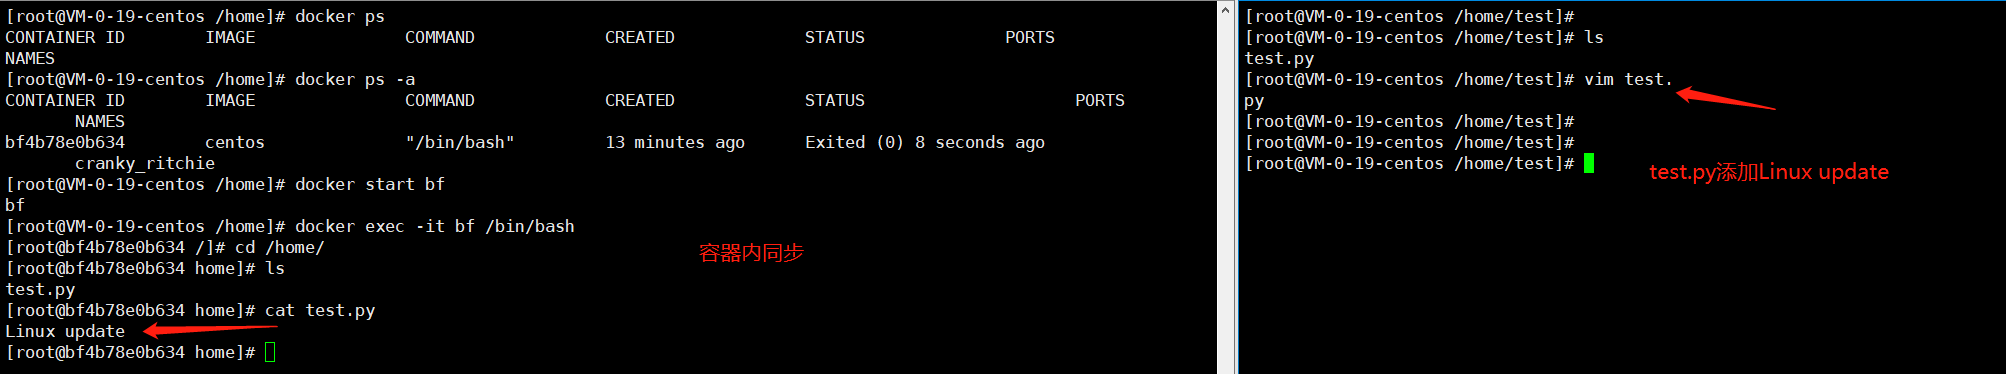 [root@VM-0-19-centos /home]# docker ps
CONTAINER ID        IMAGE               COMMAND             CREATED             STATUS              PORTS
NAMES
[root@VM-0-19-centos /home]# docker ps -a
CONTAINER ID        IMAGE               COMMAND             CREATED             STATUS                     PORTS
       NAMES
bf4b78e0b634        centos              "/bin/bash"         13 minutes ago      Exited (0) 8 seconds ago
       cranky_ritchie
[root@VM-0-19-centos /home]# docker start bf
bf
[root@VM-0-19-centos /home]# docker exec -it bf /bin/bash
[root@bf4b78e0b634 /]# cd /home/
容器内同步
[root@bf4b78e0b634 home]# ls
test.py
[root@bf4b78e0b634 home]# cat test.py
Linux update
[root@bf4b78e0b634 home]#
[root@VM-0-19-centos /home/test]#
[root@VM-0-19-centos /home/test]# ls
test.py
[root@VM-0-19-centos /home/test]# vim test.
py
[root@VM-0-19-centos /home/test]#
[root@VM-0-19-centos /home/test]#
[root@VM-0-19-centos /home/test]#
test.py添加Linux update